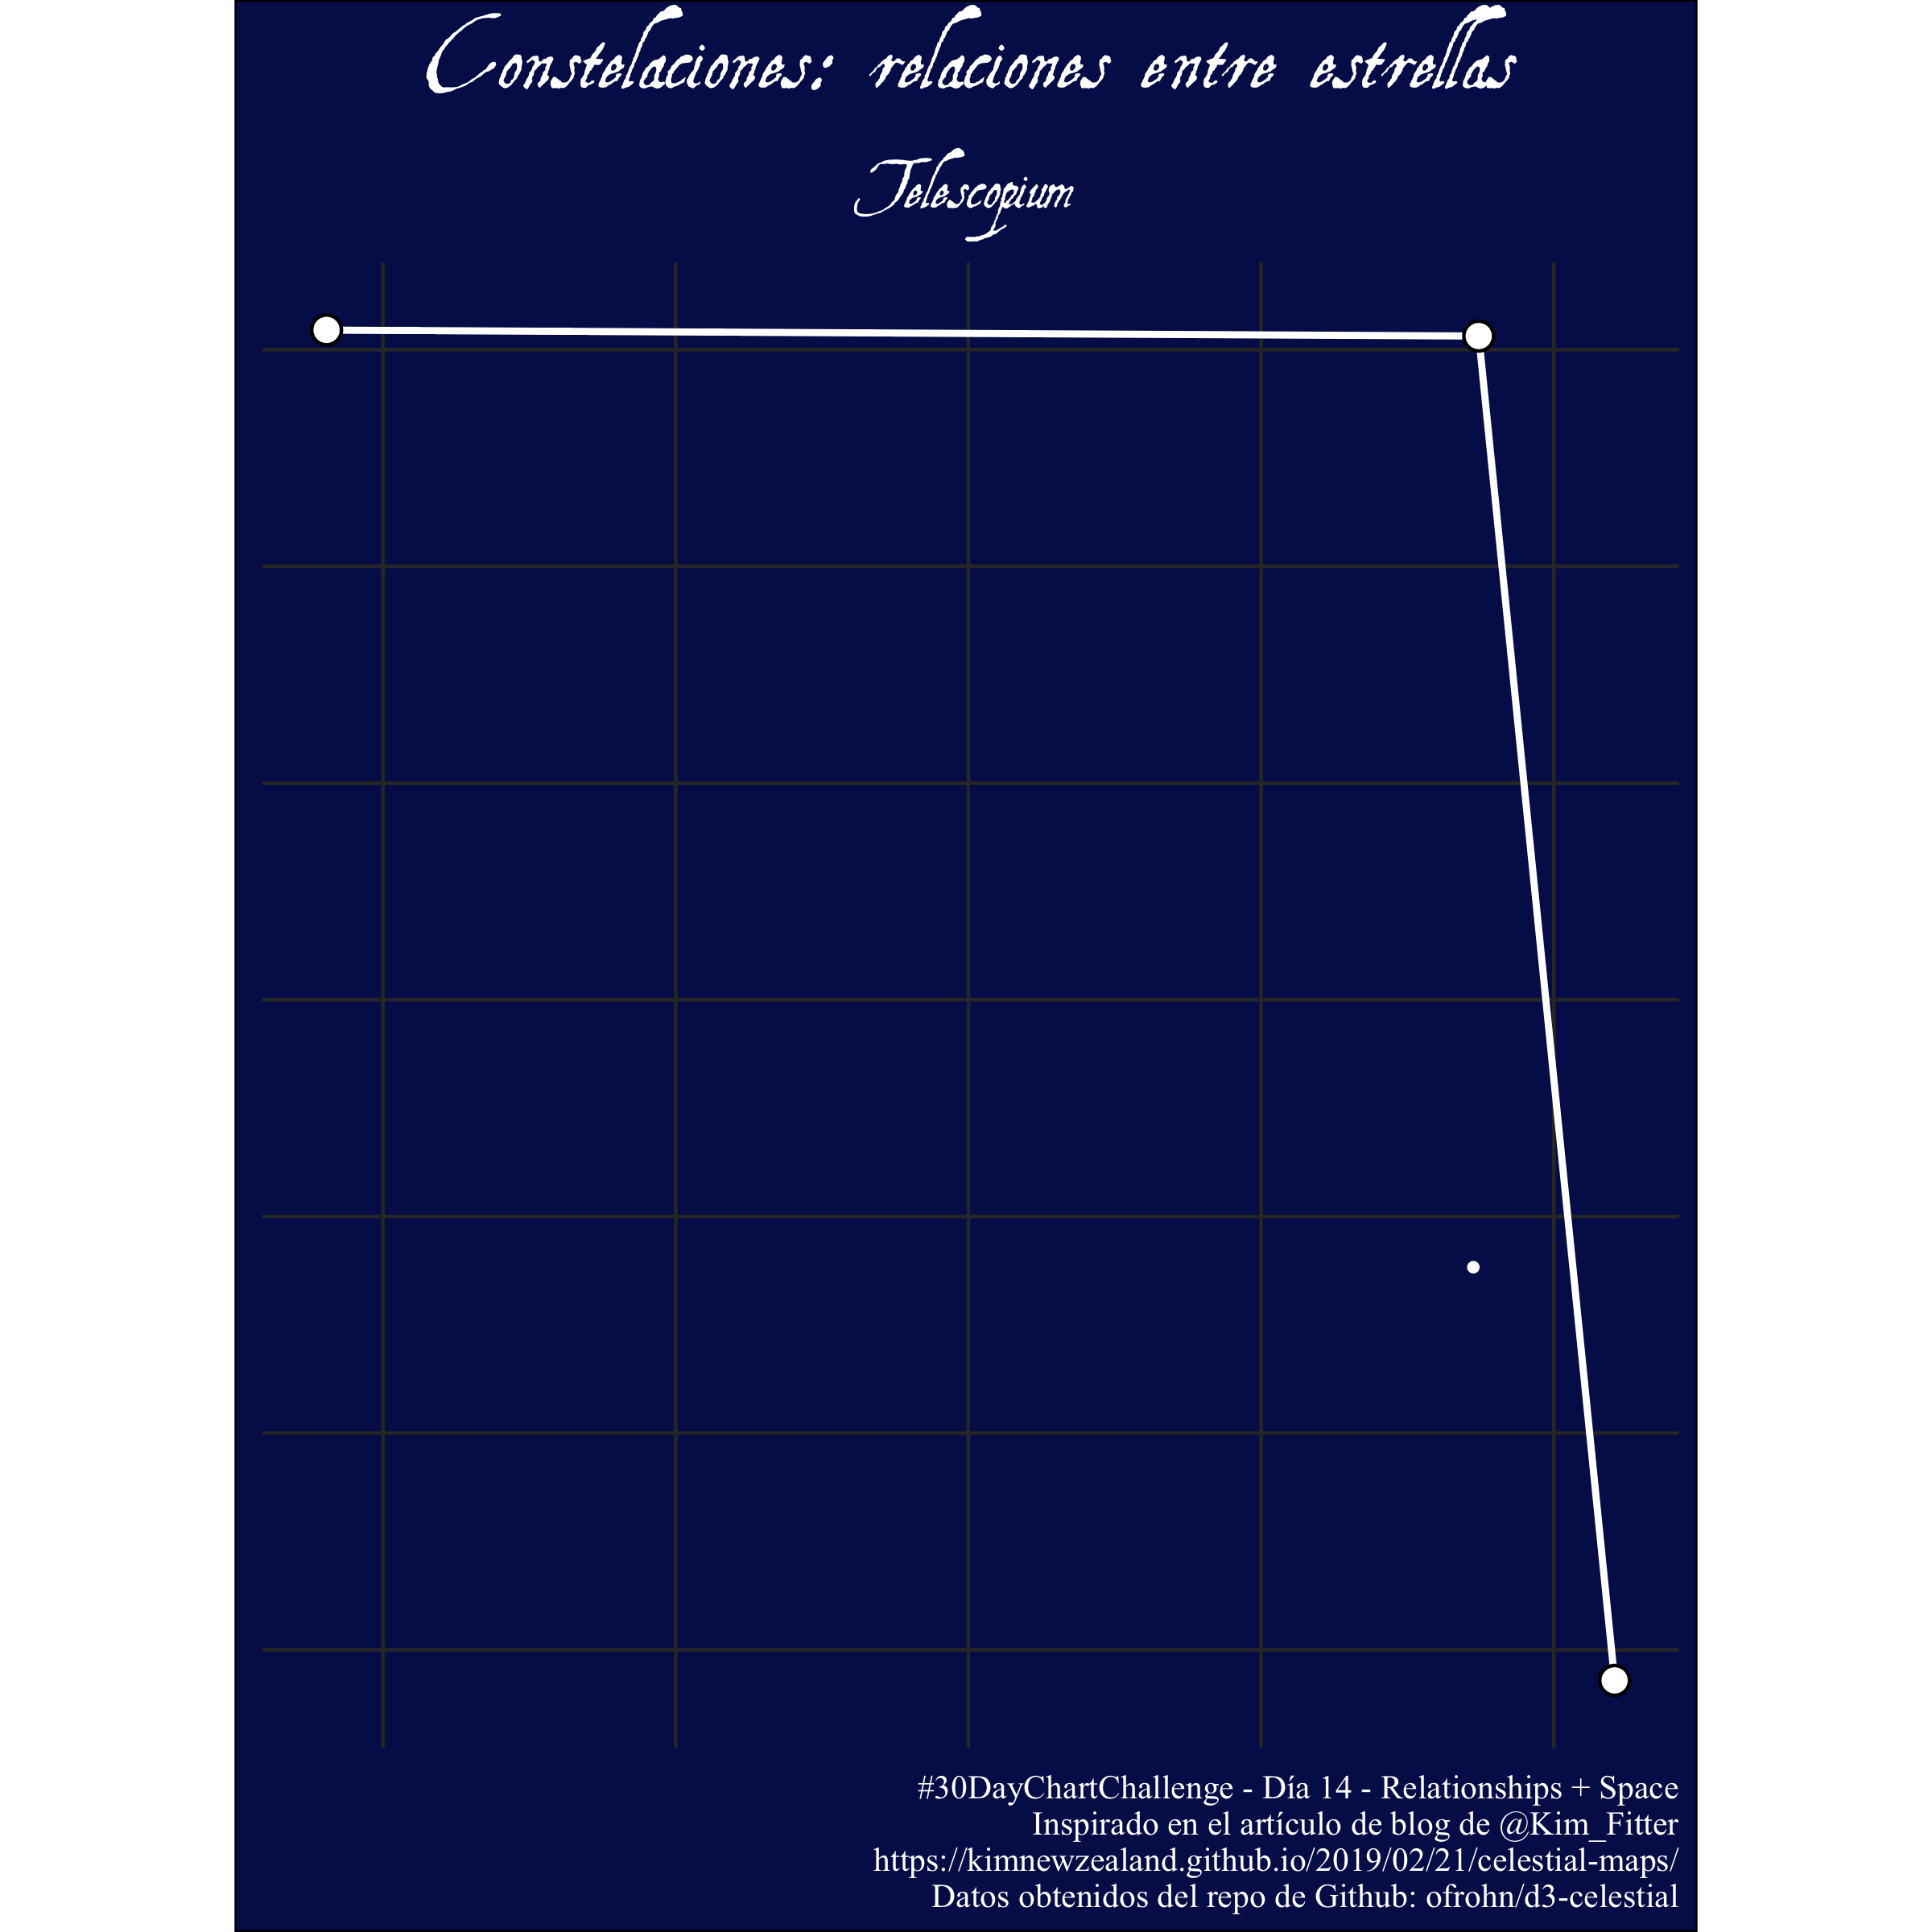 Constelaciones: relaciones entre estrellas
Telescopium
#30DayChartChallenge - Día 14 - Relationships + Space
Inspirado en el artículo de blog de @Kim_Fitter
https://kimnewzealand.github.io/2019/02/21/celestial-maps/
Datos obtenidos del repo de Github: ofrohn/d3-celestial